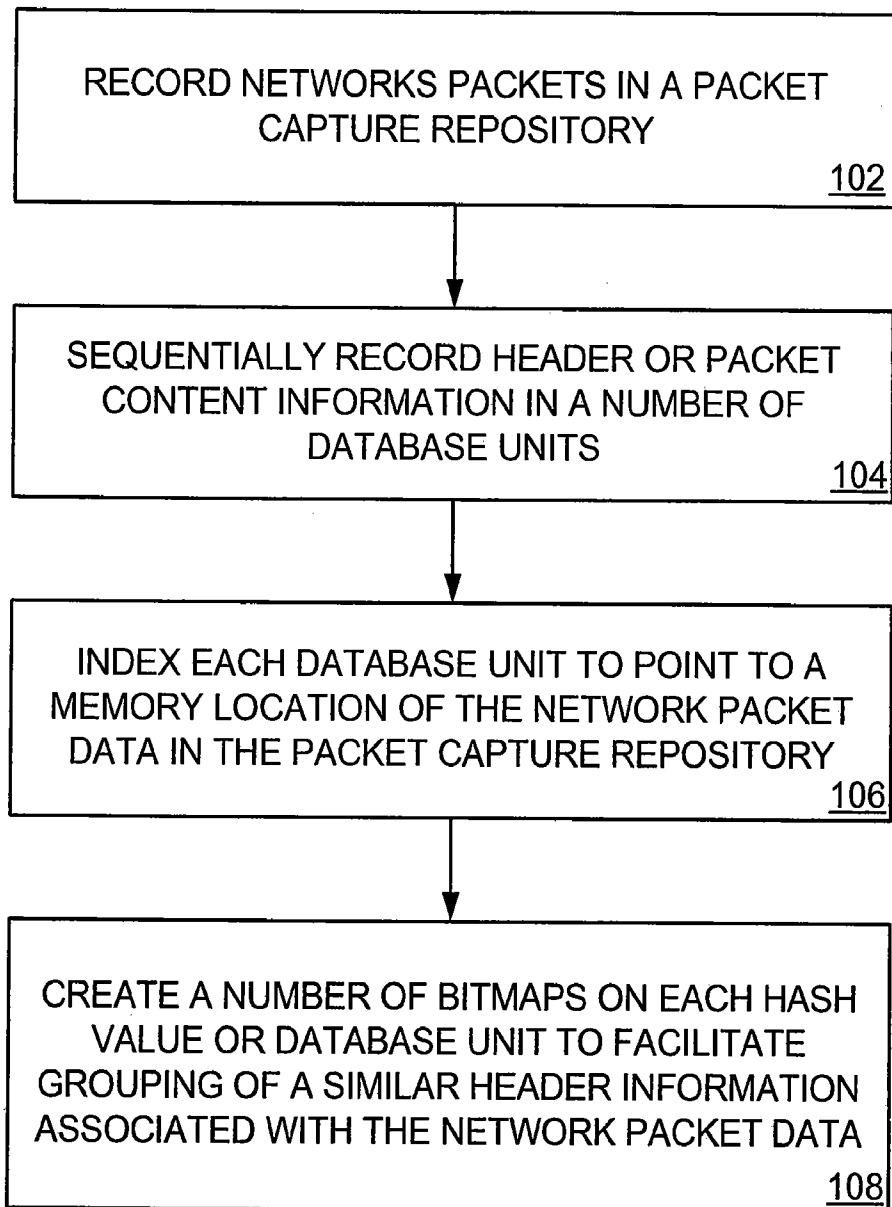 RECORD NETWORKS PACKETS IN A PACKET
CAPTURE REPOSITORY
102
SEQUENTIALLY RECORD HEADER OR PACKET
CONTENT INFORMATION IN A NUMBER OF
DATABASE UNITS
104
INDEX EACH DATABASE UNIT TO POINT TO A
MEMORY LOCATION OF THE NETWORK PACKET
DATA IN THE PACKET CAPTURE REPOSITORY
106
CREATE A NUMBER OF BITMAPS ON EACH HASH
VALUE OR DATABASE UNIT TO FACILITATE
GROUPING OF A SIMILAR HEADER INFORMATION
ASSOCIATED WITH THE NETWORK PACKET DATA
108